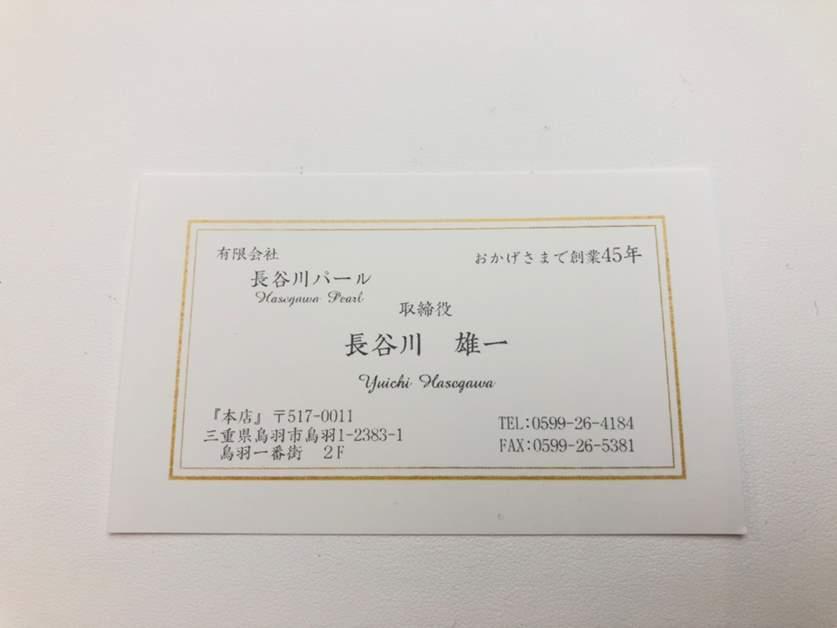 有限会社
長谷川パール
Hasegawa Pearl
おかげさまで創業45年
取締役
長谷川 雄一
Yuichi Hasegawa
『本店』〒517-0011
三重県鳥羽市鳥羽1-2383-1
鳥羽一番街 2F
TEL:0599-26-4184
FAX:0599-26-5381